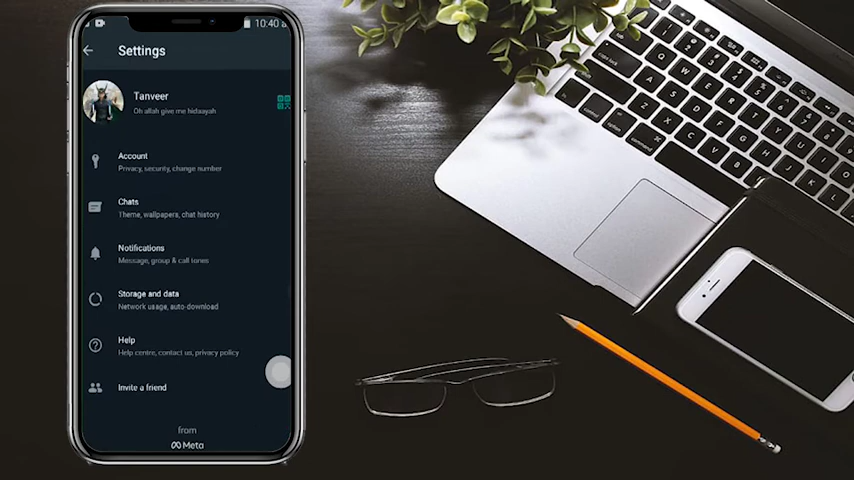 10:40
Settings
Tanveer
Oh allah give me hidaayah
Account
Privacy, security, change number
Chats
Theme, wallpapers, chat history
Notifications
Message, group & call tones
Storage and data
Network usage, auto-download
Help
Help centre, contact us, privacy policy
Invite a friend
from
Meta